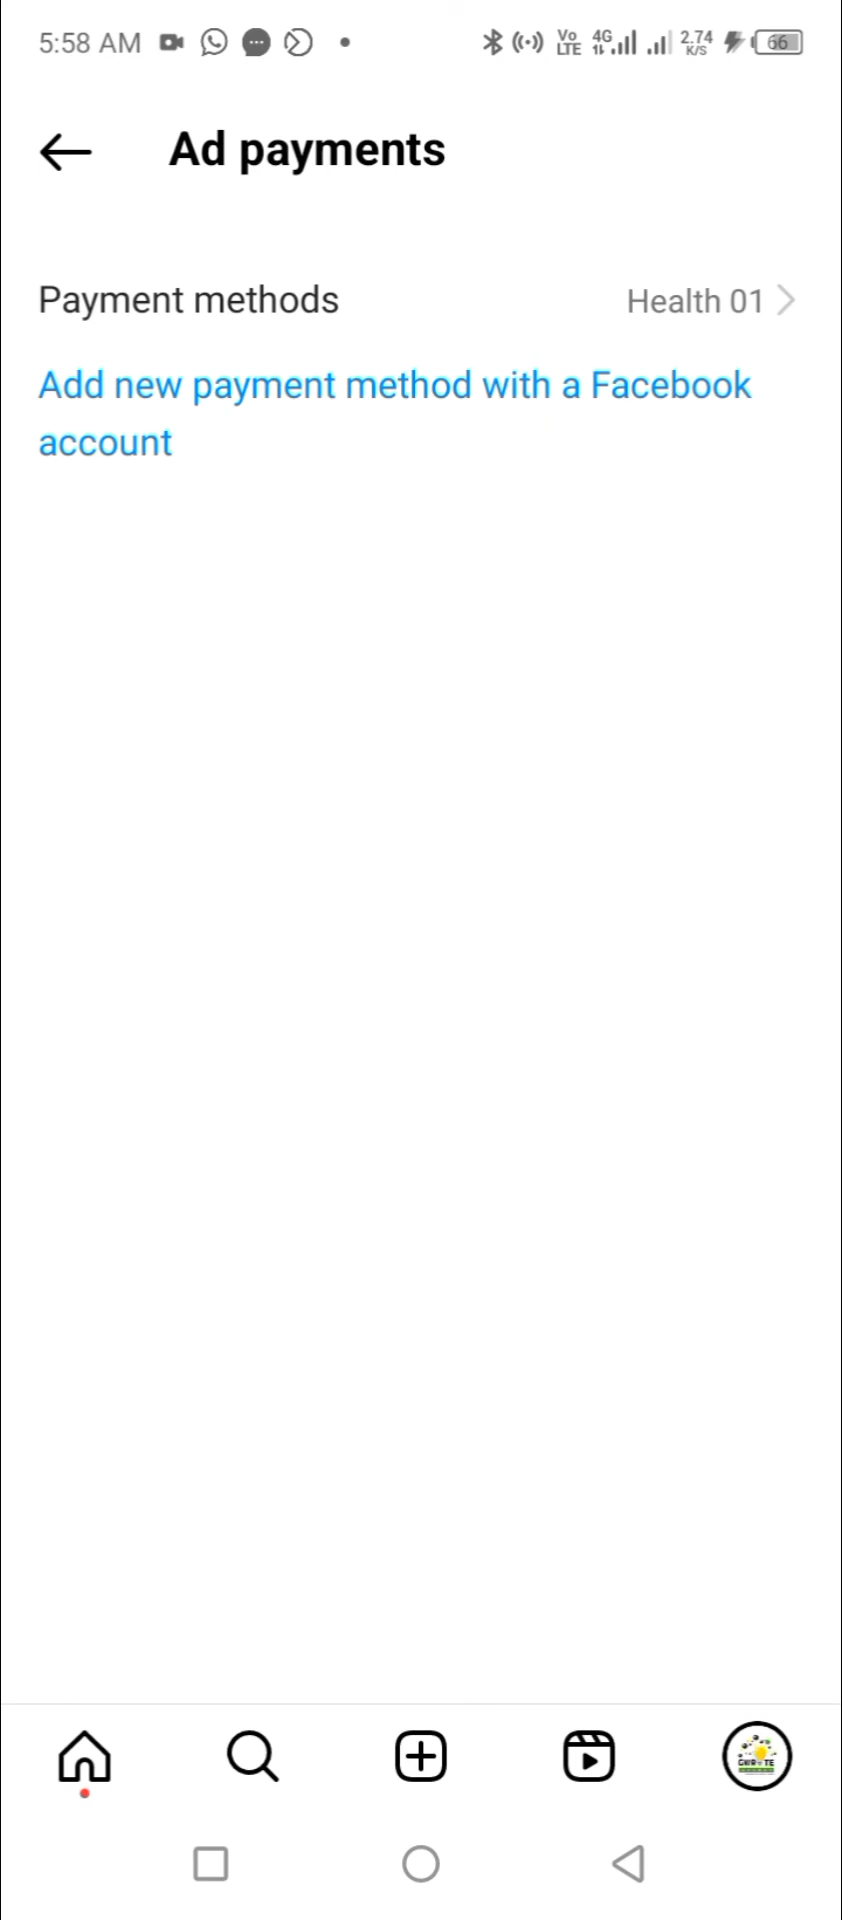 5:58 AM
Vo LTE 4G 2.74 K/S 66
Ad payments
Payment methods Health 01
Add new payment method with a Facebook
account